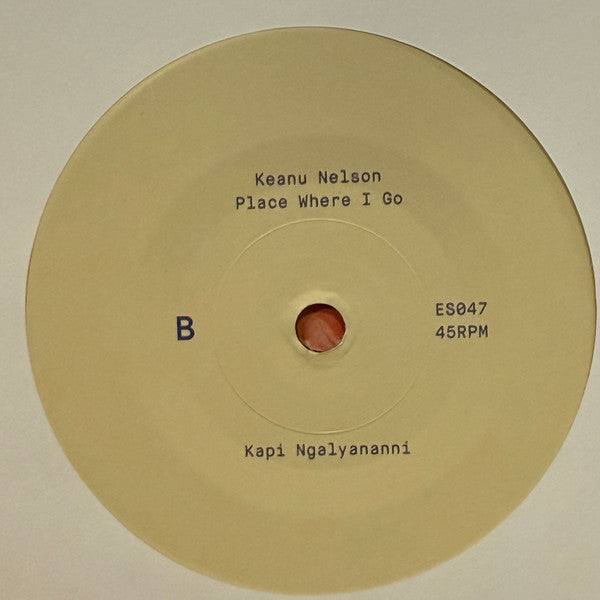 Keanu Nelson
Place Where I Go
B
ES047
45RPM
Kapi Ngalyananni